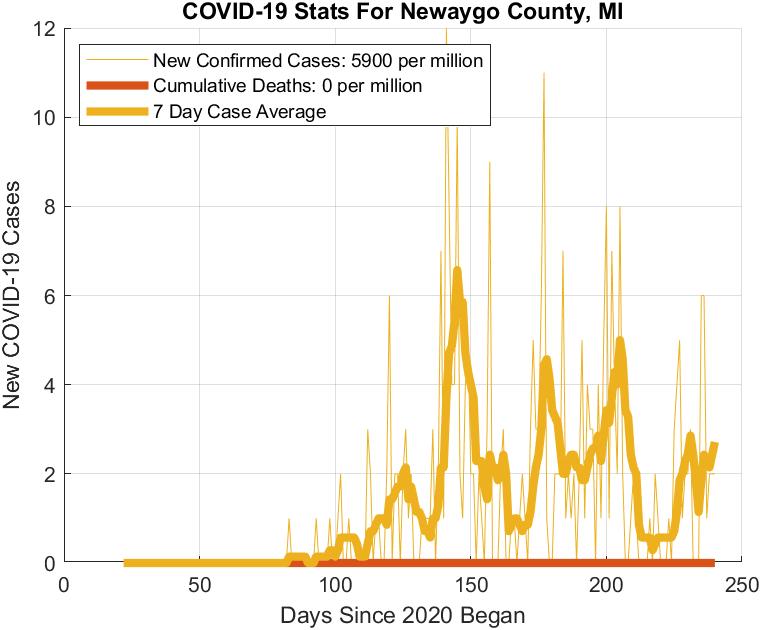 COVID-19 Stats For Newaygo County, MI
12
10
8
6
4
2
0
New COVID-19 Cases
New Confirmed Cases: 5900 per million
Cumulative Deaths: 0 per million
7 Day Case Average
0 50 100 150 200 250
Days Since 2020 Began